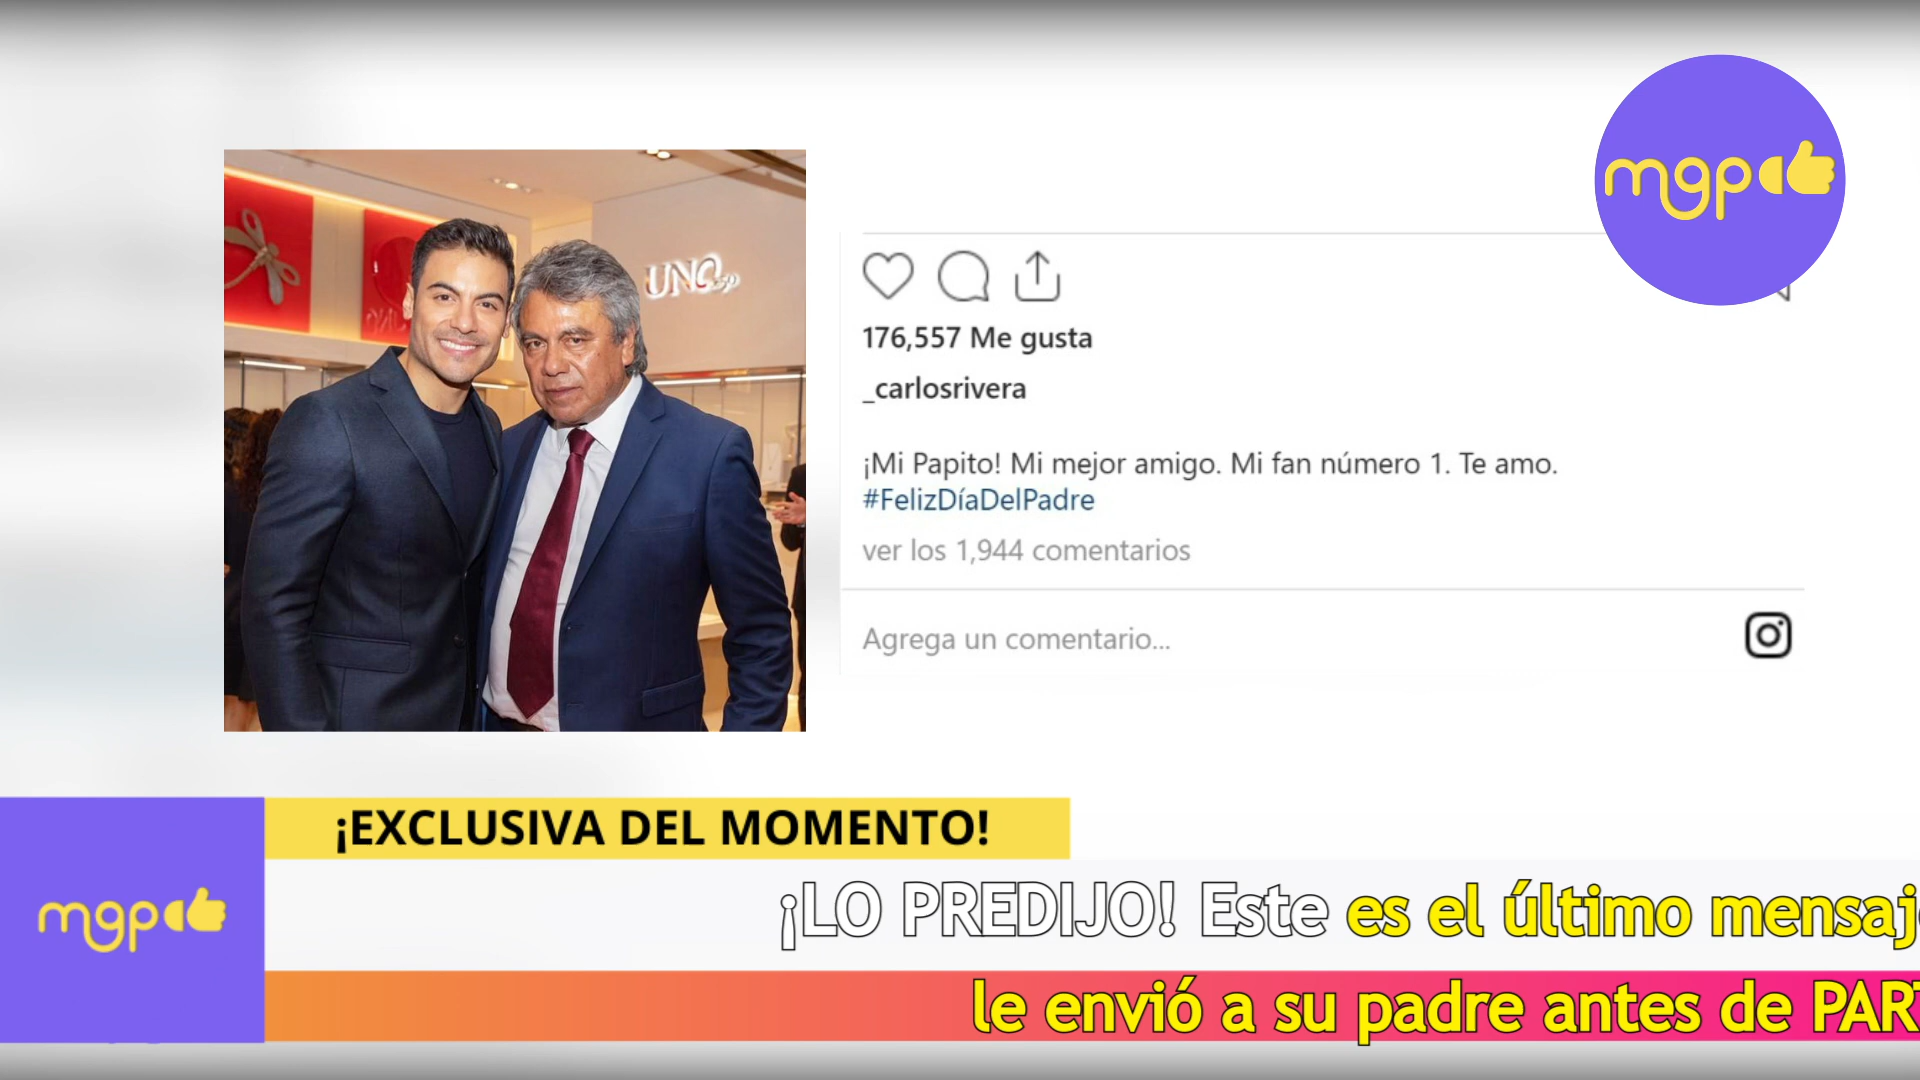 mgp
UNO
176,557 Me gusta
_carlosrivera
¡Mi Papito! Mi mejor amigo. Mi fan número 1. Te amo.
#FelizDíaDelPadre
ver los 1,944 comentarios
Agrega un comentario...
¡EXCLUSIVA DEL MOMENTO!
mgp
¡LO PREDIJO! Este es el último mensaj
le envió a su padre antes de PAR